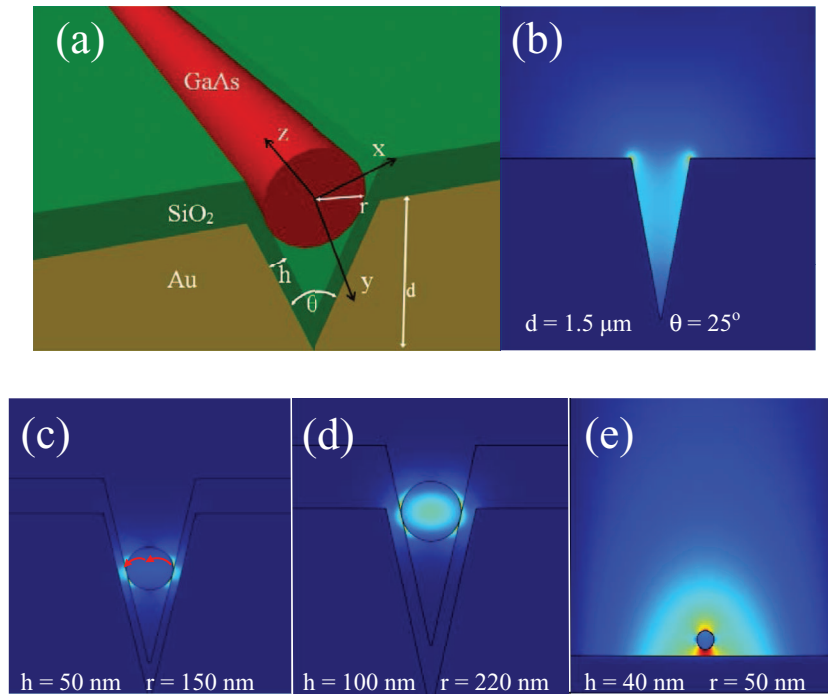 (a)
GaAs
z
x
r
SiO₂
h
Au
θ
y
d
(b)
d = 1.5 μm θ = 25°
(c)
h = 50 nm r = 150 nm
(d)
h = 100 nm r = 220 nm
(e)
h = 40 nm r = 50 nm